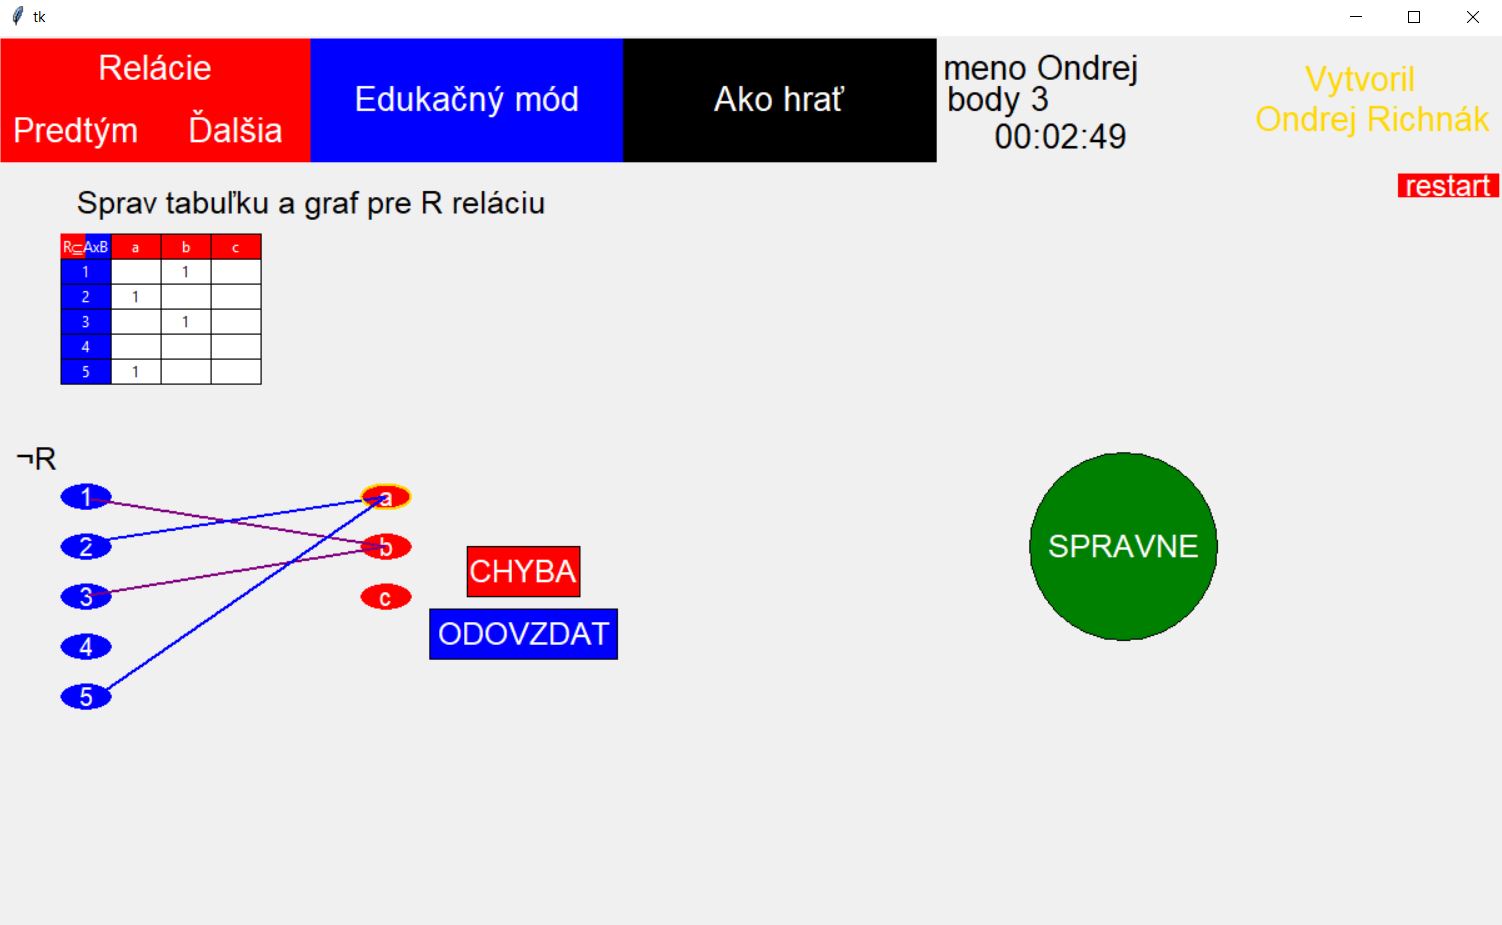 tk
Relácie
Predtým Ďalšia
Edukačný mód
Ako hrať
meno Ondrej
body 3
00:02:49
Vytvoril
Ondrej Richnák
restart
Sprav tabuľku a graf pre R reláciu
R⊆AxB a b c
1 1
2 1
3 1
4
5 1
¬R
1 a
2 b
3 c
4
5
CHYBA
ODOVZDAT
SPRAVNE